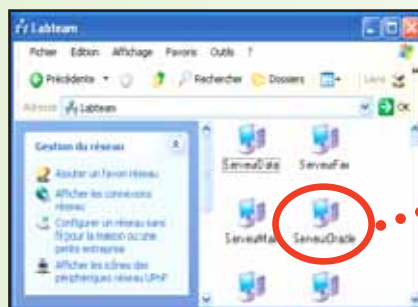 Labteam
Fichier Edition Affichage Favoris Outils ?
Précédente Rechercher Dossiers
Adresse Labteam OK
Gestion du réseau
Ajouter un favori réseau
Afficher les connexions
réseau
Configurer un réseau sans
fil pour la maison ou une
petite entreprise
Afficher les icônes des
périphériques réseau UPnP
ServeurData ServeurFax
ServeurMail ServeurOracle